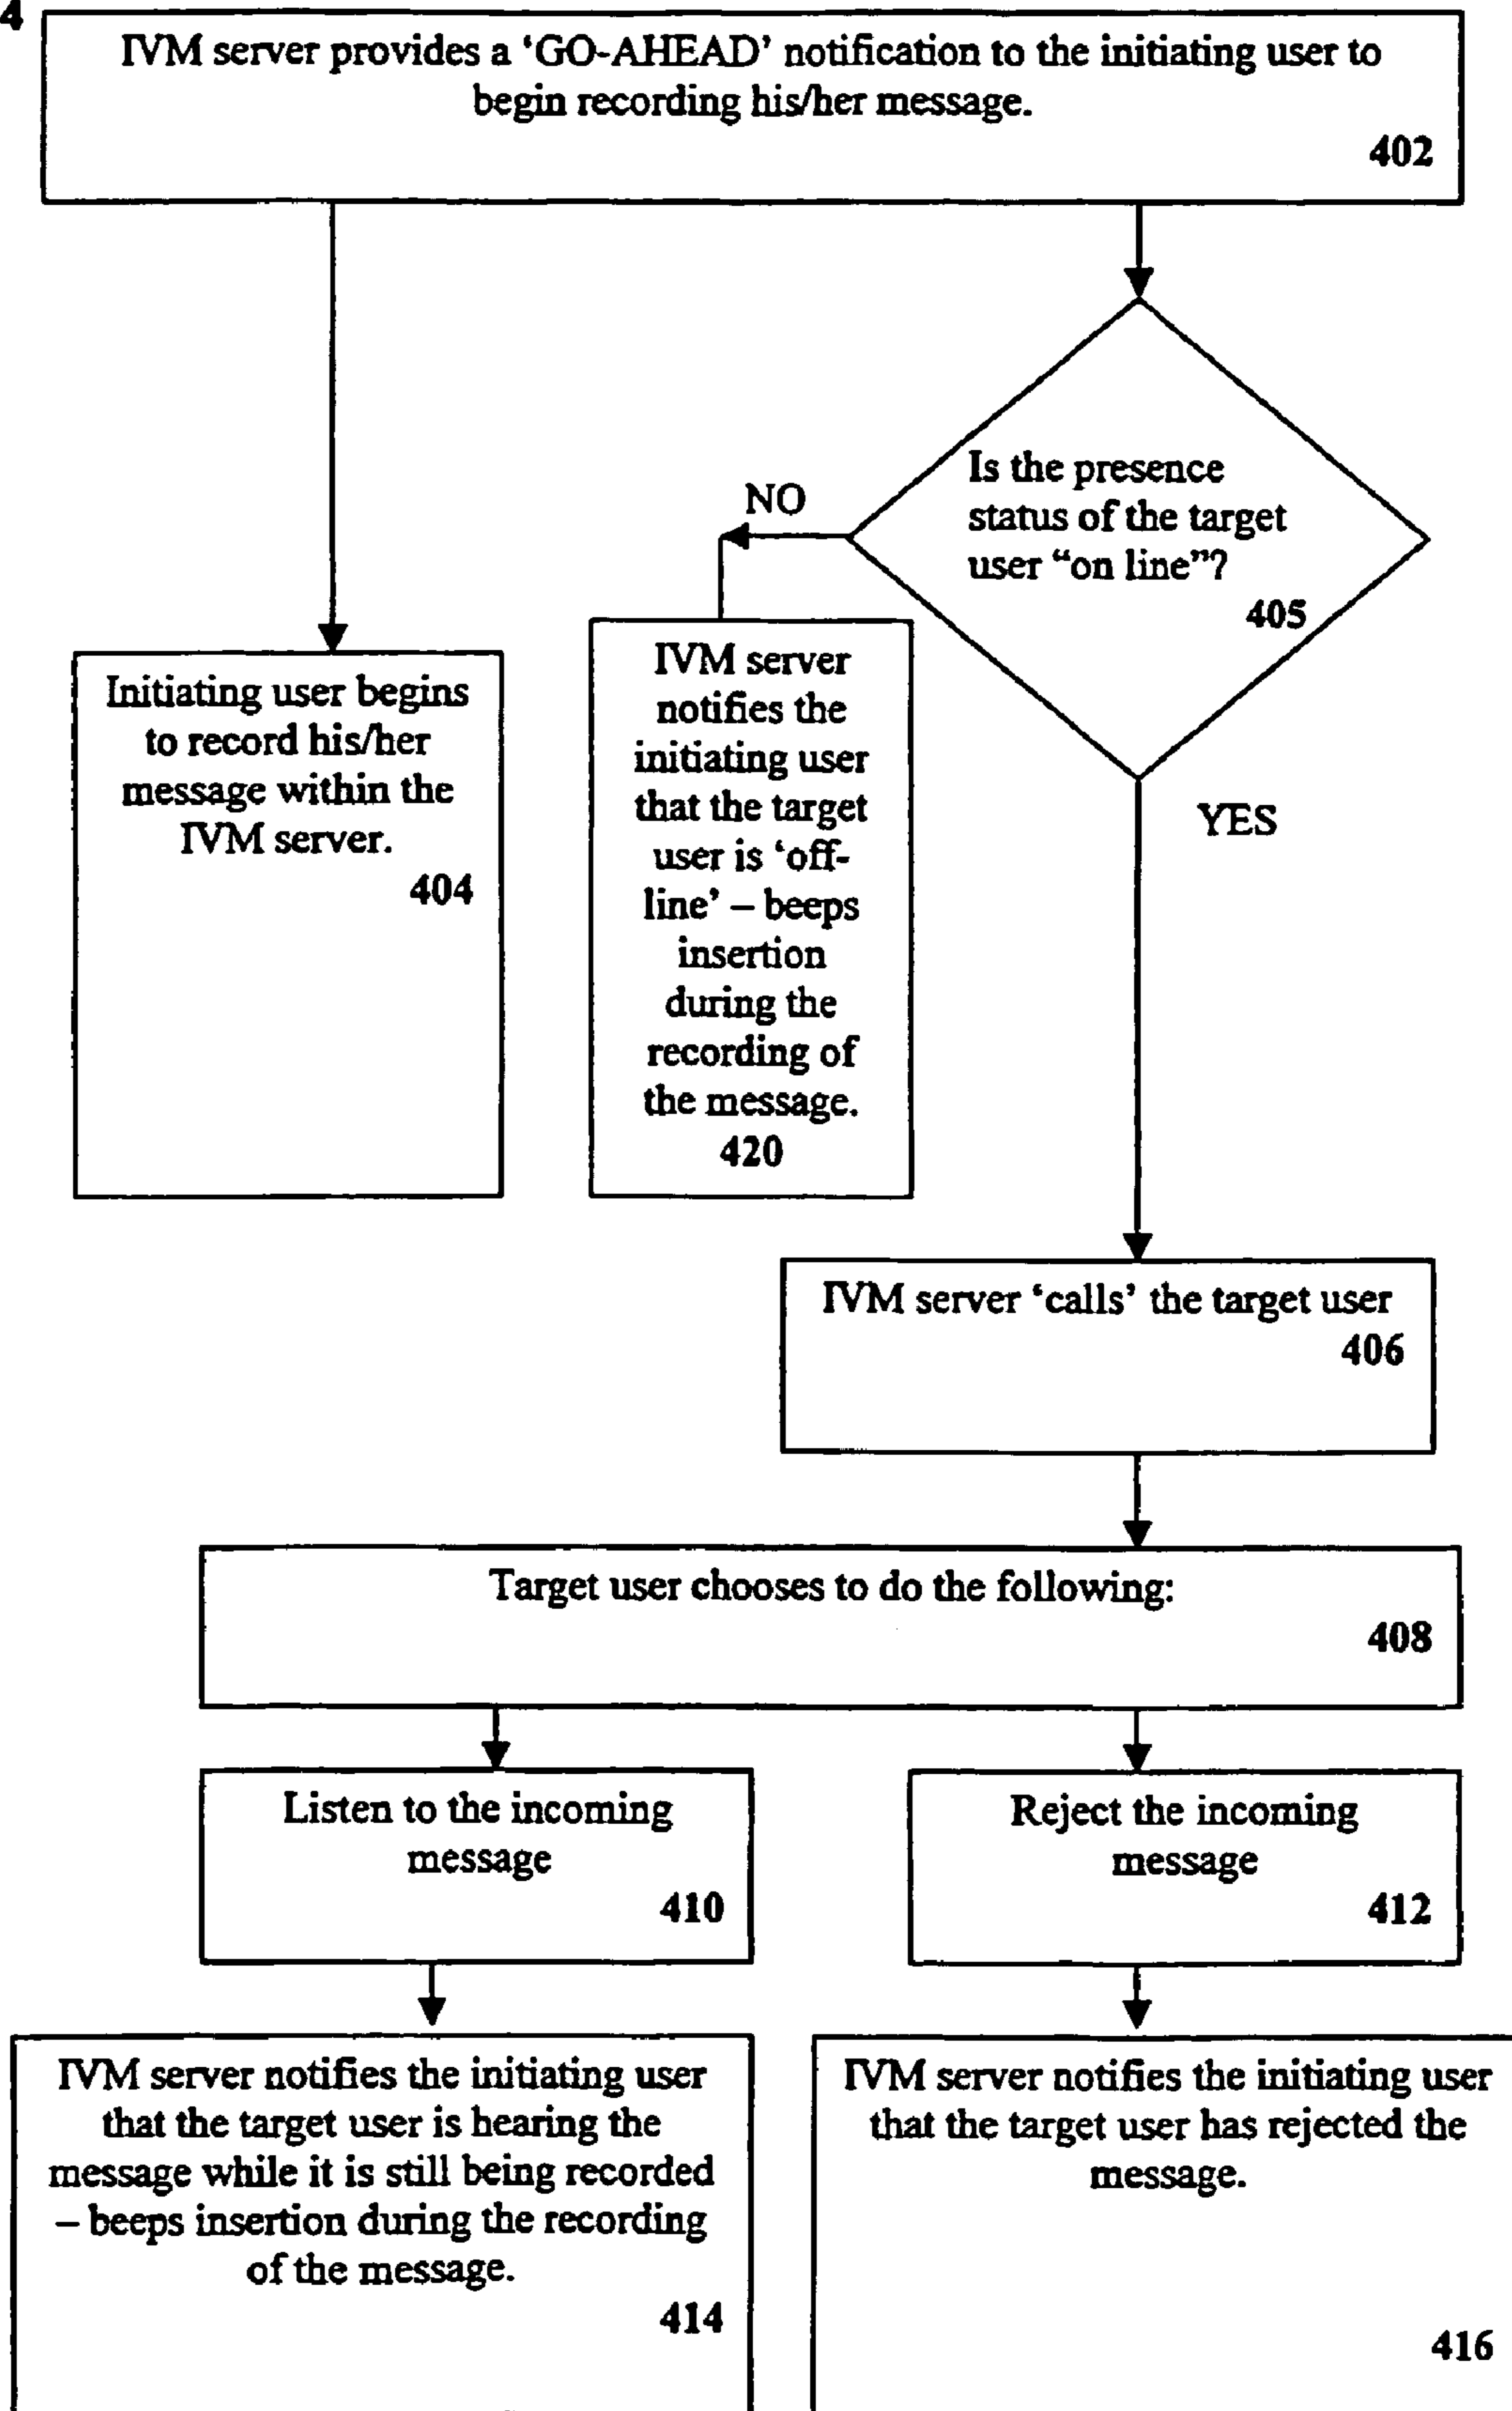 4
IVM server provides a ‘GO-AHEAD’ notification to the initiating user to
begin recording his/her message.
402
Is the presence
status of the target
user “on line”?
405
NO
YES
Initiating user begins
to record his/her
message within the
IVM server.
404
IVM server
notifies the
initiating user
that the target
user is ‘off-
line’ – beeps
insertion
during the
recording of
the message.
420
IVM server ‘calls’ the target user
406
Target user chooses to do the following:
408
Listen to the incoming
message
410
Reject the incoming
message
412
IVM server notifies the initiating user
that the target user is hearing the
message while it is still being recorded
– beeps insertion during the recording
of the message.
414
IVM server notifies the initiating user
that the target user has rejected the
message.
416